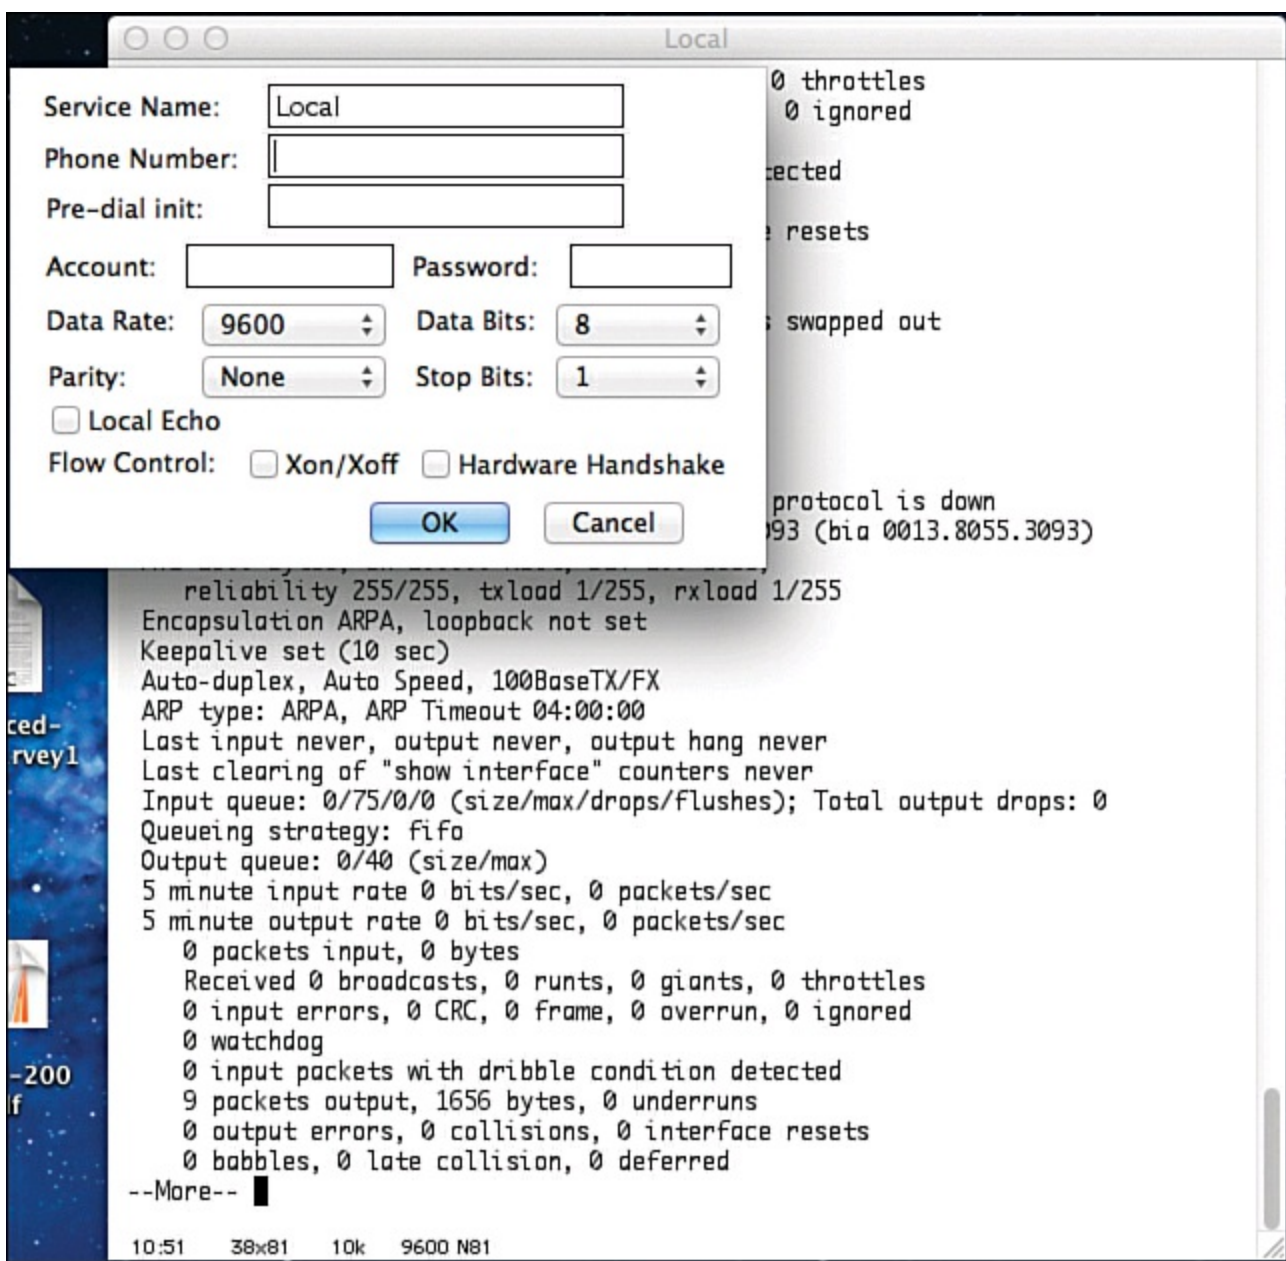 Local
Service Name: Local
Phone Number:
Pre-dial init:
Account: Password:
Data Rate: 9600 Data Bits: 8
Parity: None Stop Bits: 1
Local Echo
Flow Control: Xon/Xoff Hardware Handshake
OK Cancel
0 throttles
0 ignored
resets
swapped out
protocol is down
93 (bia 0013.8055.3093)
reliability 255/255, txload 1/255, rxload 1/255
Encapsulation ARPA, loopback not set
Keepalive set (10 sec)
Auto-duplex, Auto Speed, 100BaseTX/FX
ARP type: ARPA, ARP Timeout 04:00:00
Last input never, output never, output hang never
Last clearing of "show interface" counters never
Input queue: 0/75/0/0 (size/max/drops/flushes); Total output drops: 0
Queueing strategy: fifo
Output queue: 0/40 (size/max)
5 minute input rate 0 bits/sec, 0 packets/sec
5 minute output rate 0 bits/sec, 0 packets/sec
0 packets input, 0 bytes
Received 0 broadcasts, 0 runts, 0 giants, 0 throttles
0 input errors, 0 CRC, 0 frame, 0 overrun, 0 ignored
0 watchdog
0 input packets with dribble condition detected
9 packets output, 1656 bytes, 0 underruns
0 output errors, 0 collisions, 0 interface resets
0 babbles, 0 late collision, 0 deferred
--More--
10:51 38x81 10k 9600 N81
ced-
rvey1
-200